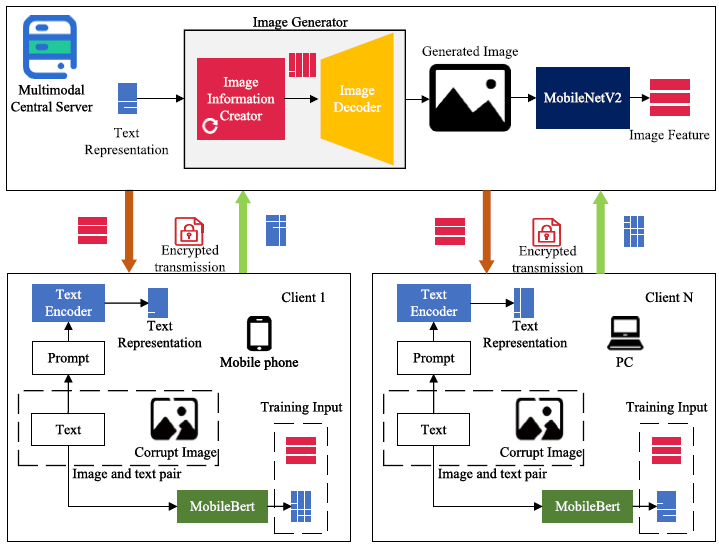 Image Generator
Multimodal
Central Server
Text
Representation
Image
Information
Creator
Image
Decoder
Generated Image
MobileNetV2
Image Feature
Encrypted
transmission
Encrypted
transmission
Text
Encoder
Client 1
Text
Representation
Prompt
Mobile phone
Training Input
Text
Corrupt Image
Image and text pair
MobileBert
Text
Encoder
Client N
Text
Representation
Prompt
PC
Training Input
Text
Corrupt Image
Image and text pair
MobileBert